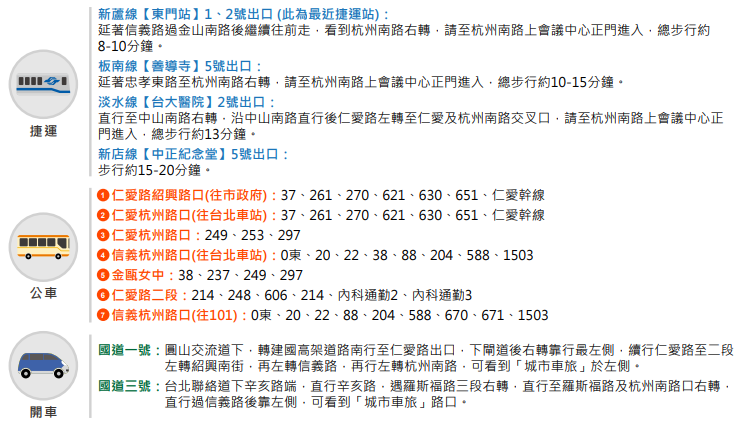 新蘆線【東門站】1、2號出口 (此為最近捷運站)：
延著信義路過金山南路後繼續往前走，看到杭州南路右轉，請至杭州南路上會議中心正門進入，總步行約
8-10分鐘。
板南線【善導寺】5號出口：
延著忠孝東路至杭州南路右轉，請至杭州南路上會議中心正門進入，總步行約10-15分鐘。
淡水線【台大醫院】2號出口：
直行至中山南路右轉，沿中山南路直行後仁愛路左轉至仁愛及杭州南路交叉口，請至杭州南路上會議中心正
門進入，總步行約13分鐘。
新店線【中正紀念堂】5號出口：
步行約15-20分鐘。
捷運
1 仁愛路紹興路口(往市政府)：37、261、270、621、630、651、仁愛幹線
2 仁愛杭州路口(往台北車站)：37、261、270、621、630、651、仁愛幹線
3 仁愛杭州路口：249、253、297
4 信義杭州路口(往台北車站)：0東、20、22、38、88、204、588、1503
5 金甌女中：38、237、249、297
6 仁愛路二段：214、248、606、214、內科通勤2、內科通勤3
7 信義杭州路口(往101)：0東、20、22、88、204、588、670、671、1503
公車
國道一號：圓山交流道下，轉建國高架道路南行至仁愛路出口，下閘道後右轉靠行最左側，續行仁愛路至二段
左轉紹興南街，再左轉信義路，再行左轉杭州南路，可看到「城市車旅」於左側。
國道三號：台北聯絡道下辛亥路端，直行辛亥路，遇羅斯福路三段右轉，直行至羅斯福路及杭州南路口右轉，
直行過信義路後靠左側，可看到「城市車旅」路口。
開車